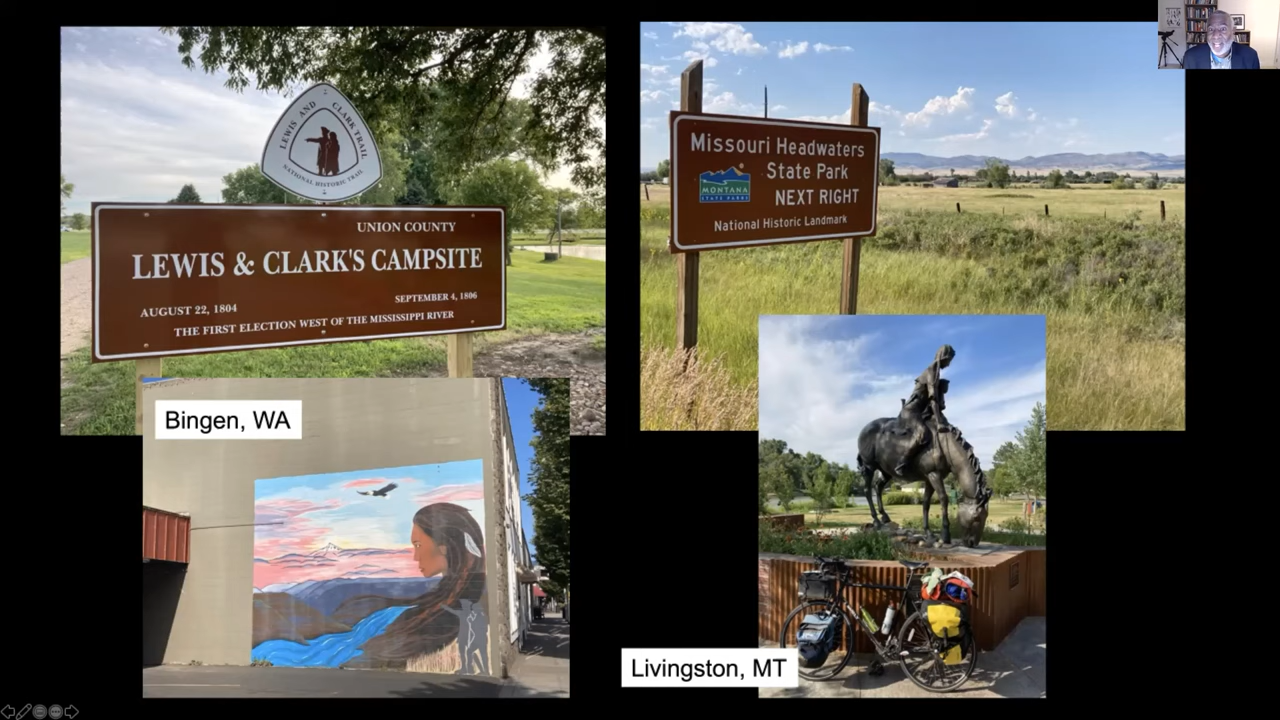 LEWIS AND CLARK TRAIL
NATIONAL HISTORIC TRAIL
UNION COUNTY
LEWIS & CLARK'S CAMPSITE
AUGUST 22, 1804
SEPTEMBER 4, 1806
THE FIRST ELECTION WEST OF THE MISSISSIPPI RIVER
Missouri Headwaters
State Park
MONTANA
STATE PARKS
NEXT RIGHT
National Historic Landmark
Bingen, WA
Livingston, MT